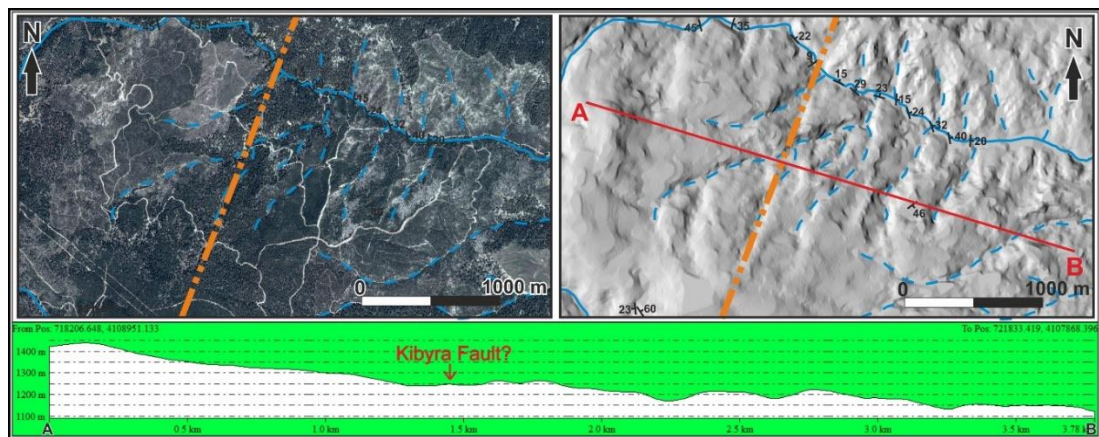 N
0
1000 m
45
35
22
9
15
29
23
15
24
32
40
20
A
N
46
B
23
60
0
1000 m
From Pos: 718206.648, 4108951.133
To Pos: 721833.419, 4107868.396
1400 m
Kibyra Fault?
1300 m
1200 m
1100 m
A
0.5 km
1.0 km
1.5 km
2.0 km
2.5 km
3.0 km
3.5 km
3.78 km
B